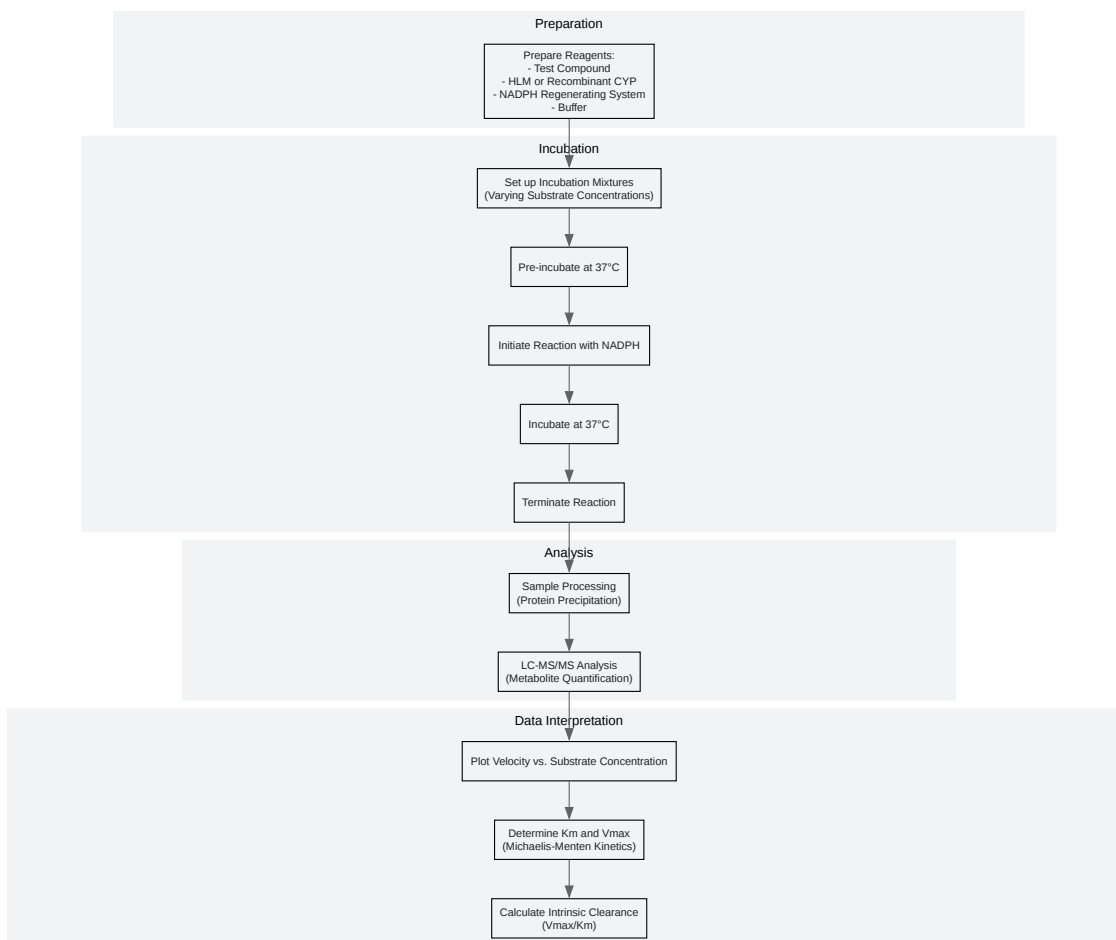 Preparation
Prepare Reagents:
- Test Compound
- HLM or Recombinant CYP
- NADPH Regenerating System
- Buffer
Incubation
Set up Incubation Mixtures
(Varying Substrate Concentrations)
Pre-incubate at 37°C
Initiate Reaction with NADPH
Incubate at 37°C
Terminate Reaction
Analysis
Sample Processing
(Protein Precipitation)
LC-MS/MS Analysis
(Metabolite Quantification)
Data Interpretation
Plot Velocity vs. Substrate Concentration
Determine Km and Vmax
(Michaelis-Menten Kinetics)
Calculate Intrinsic Clearance
(Vmax/Km)